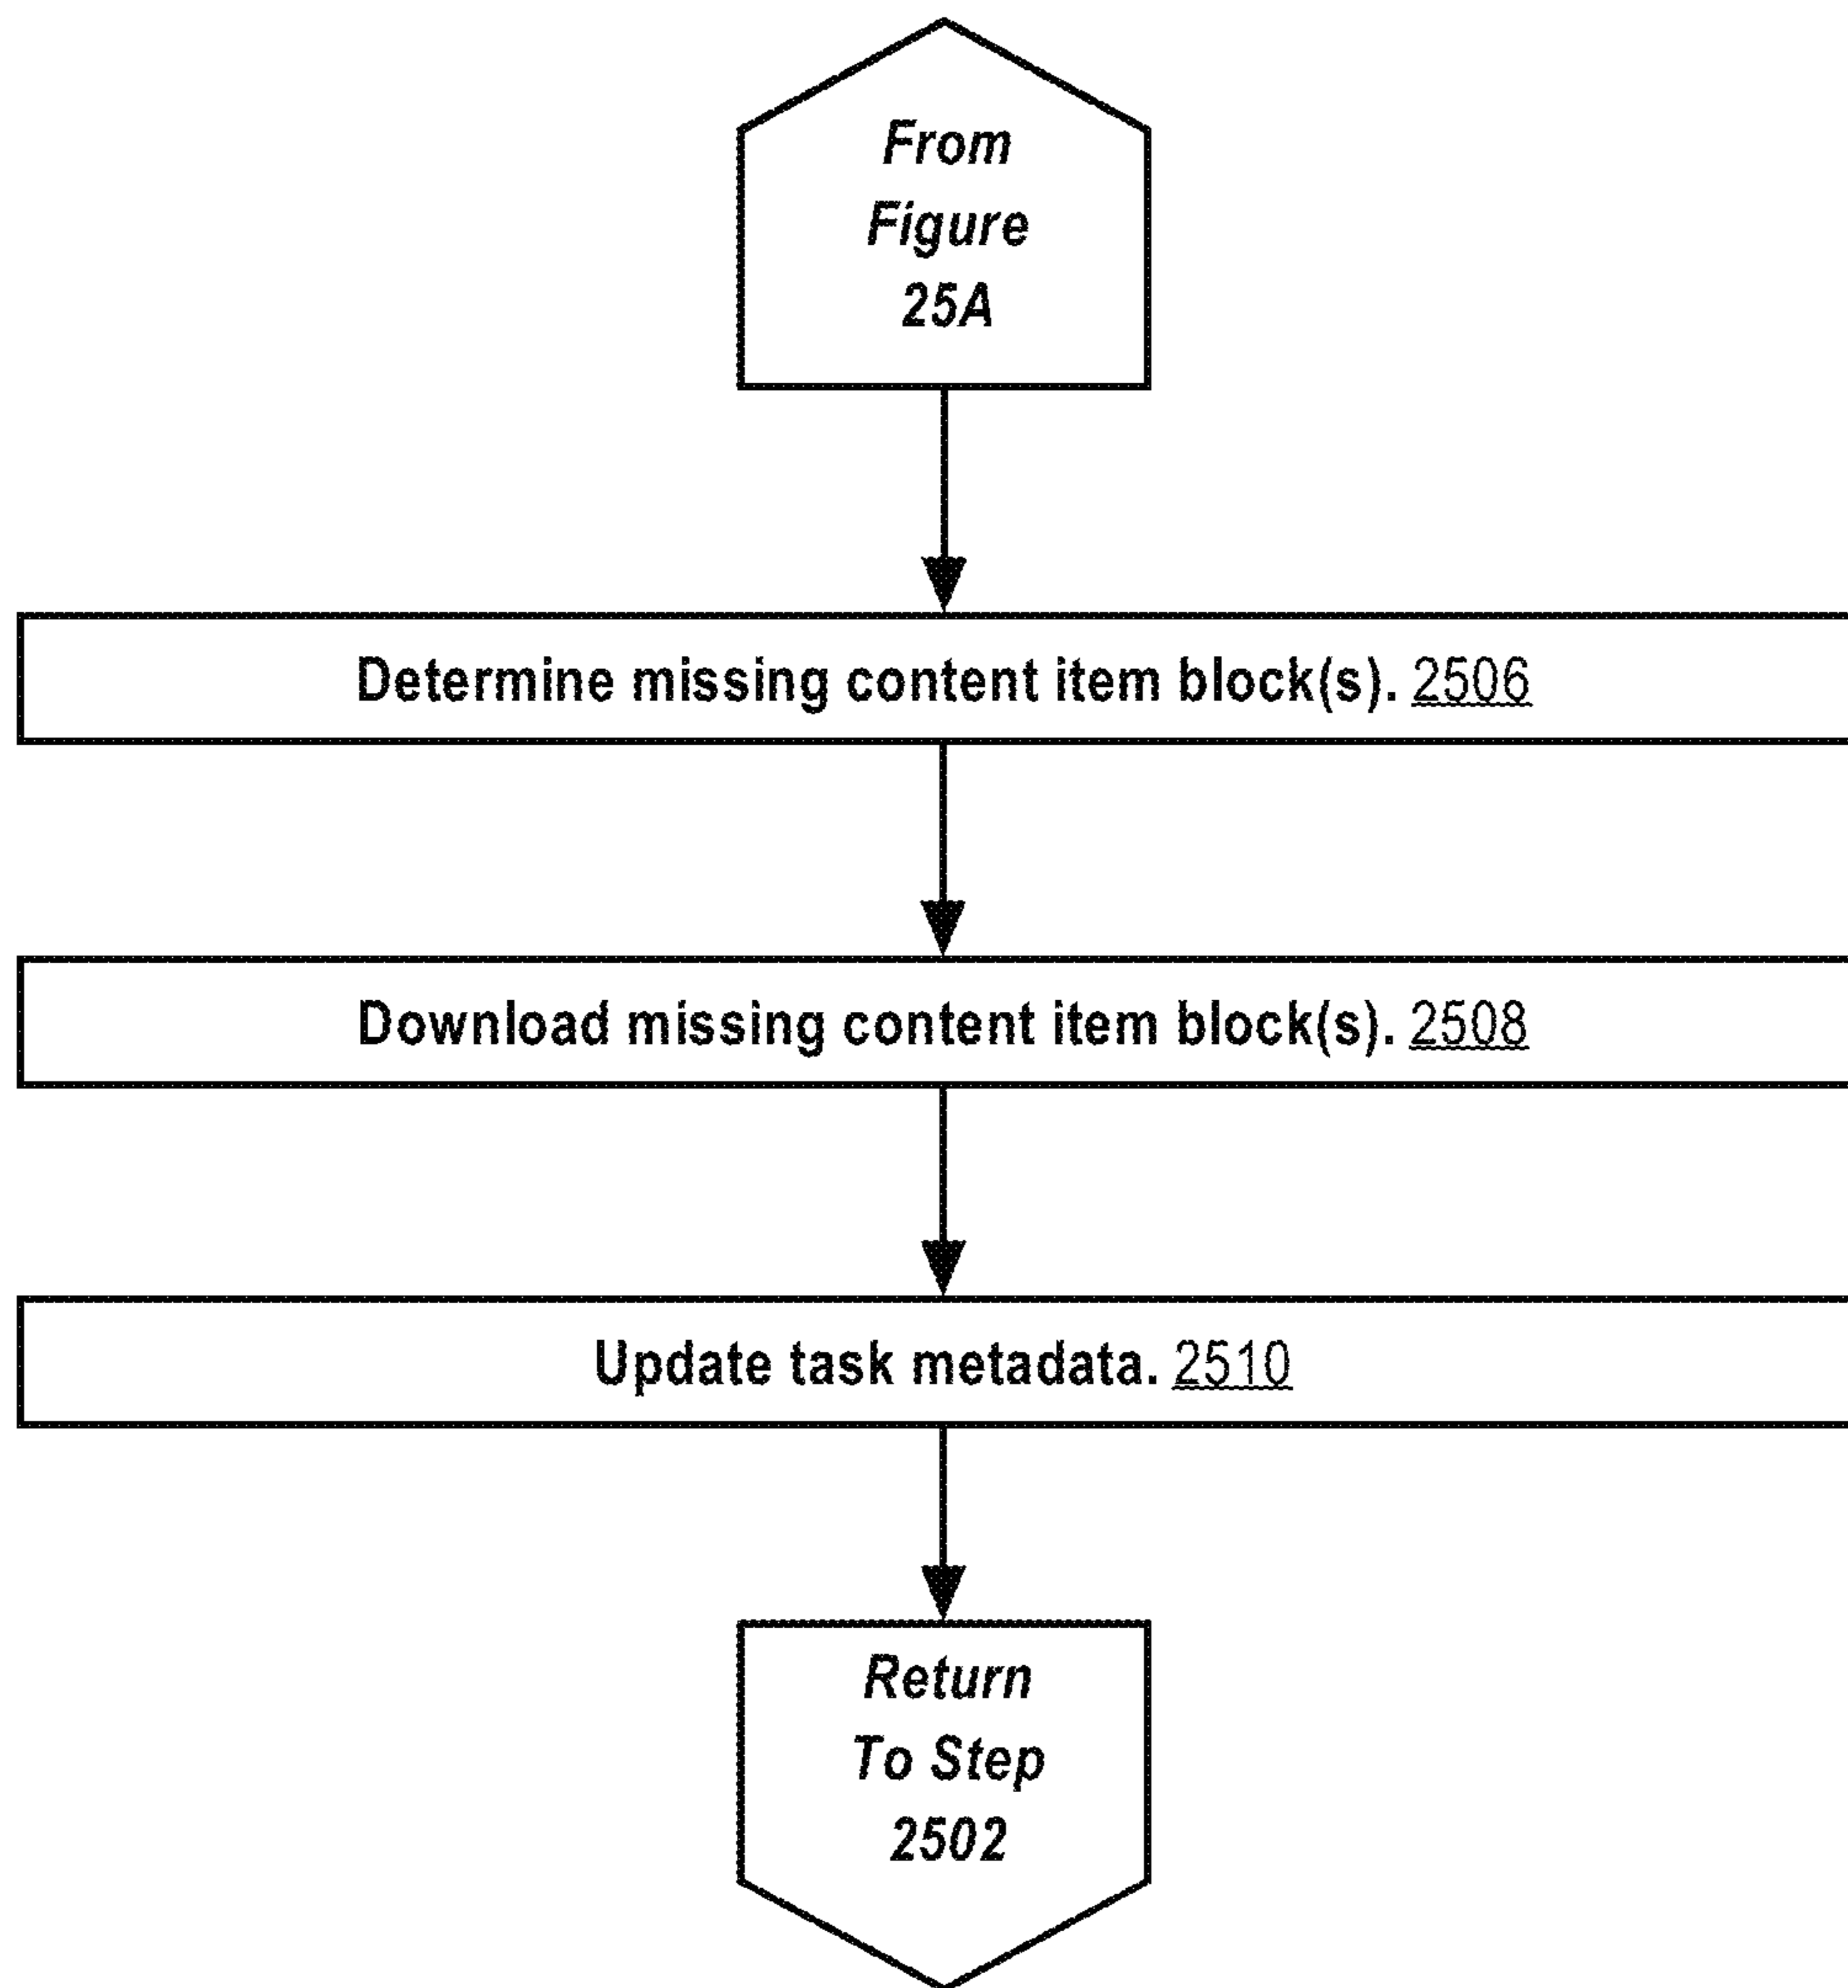 From
Figure
25A
Determine missing content item block(s). 2506
Download missing content item block(s). 2508
Update task metadata. 2510
Return
To Step
2502